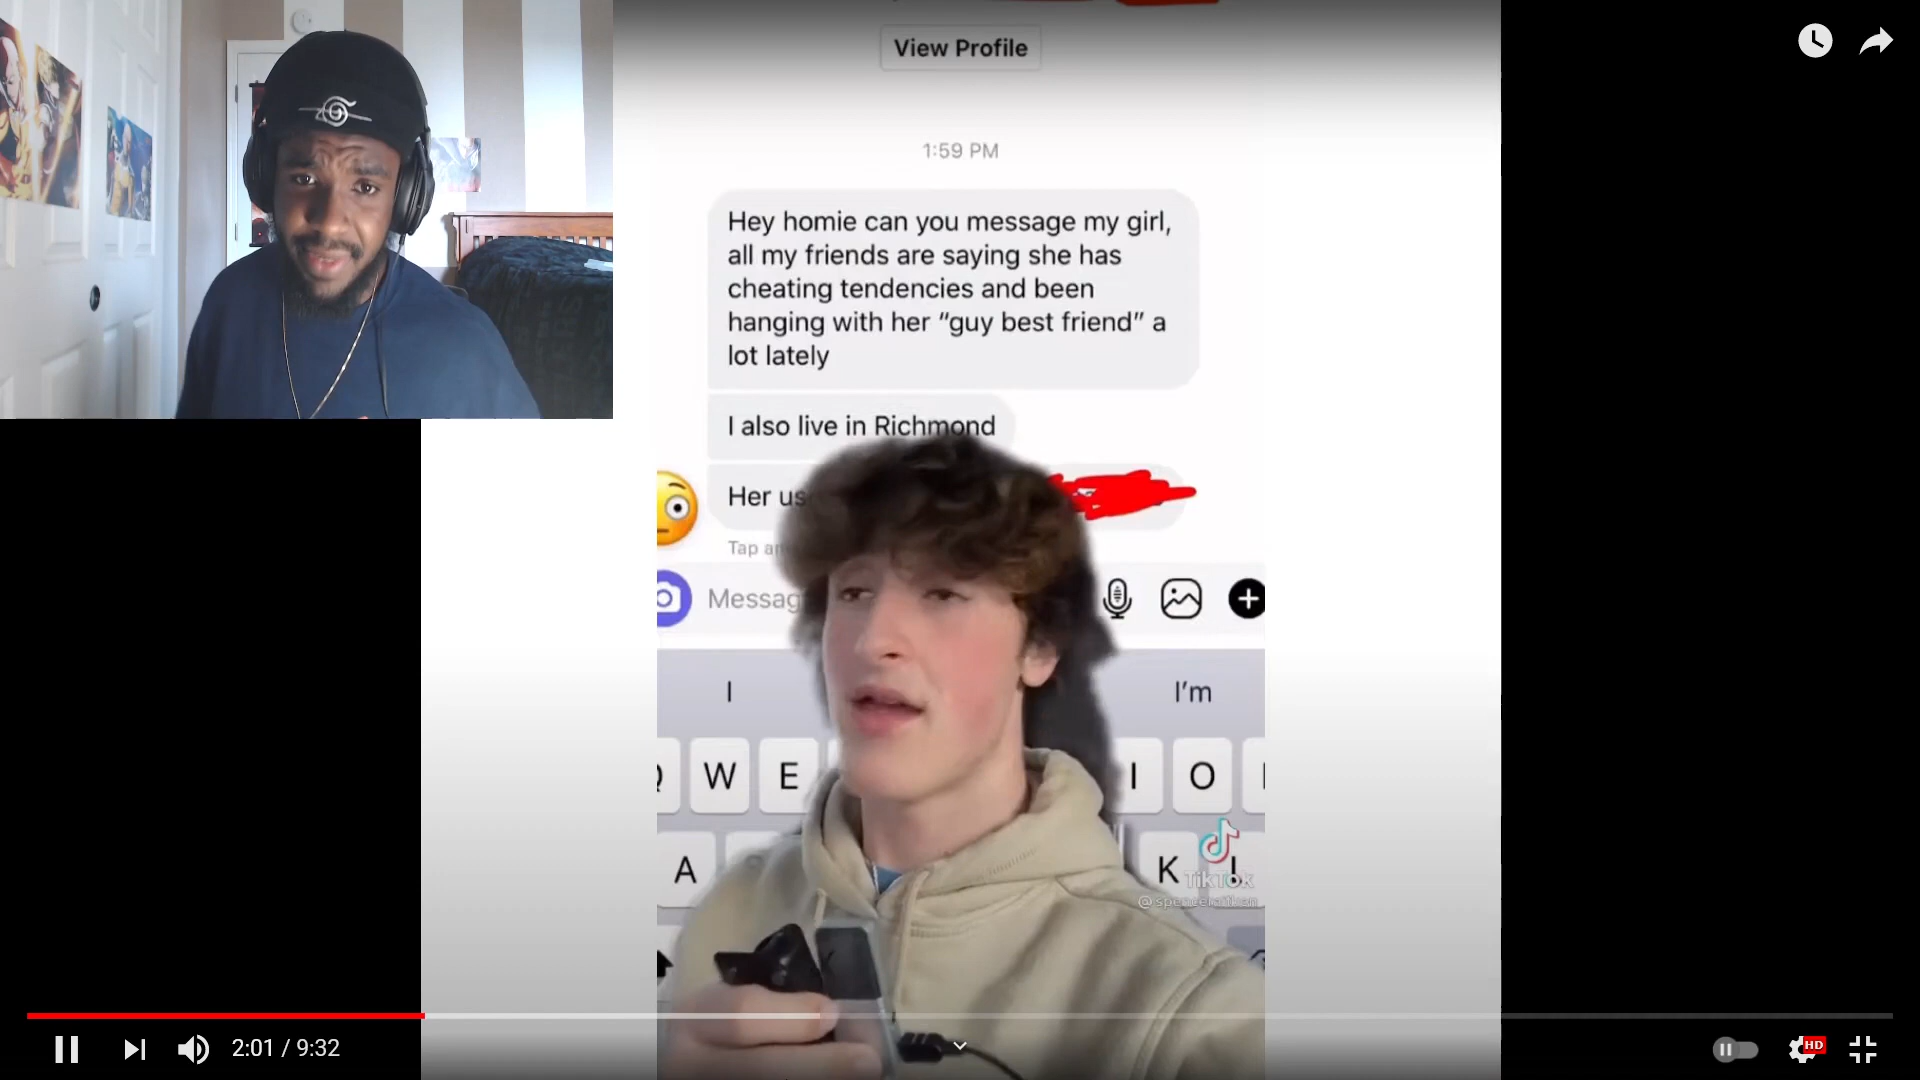 View Profile
1:59 PM
Hey homie can you message my girl,
all my friends are saying she has
cheating tendencies and been
hanging with her “guy best friend” a
lot lately
I also live in Richmond
Her us
Tap
Messag
I
I'm
W E I O
A K L
TikTok
2:01 / 9:32
HD